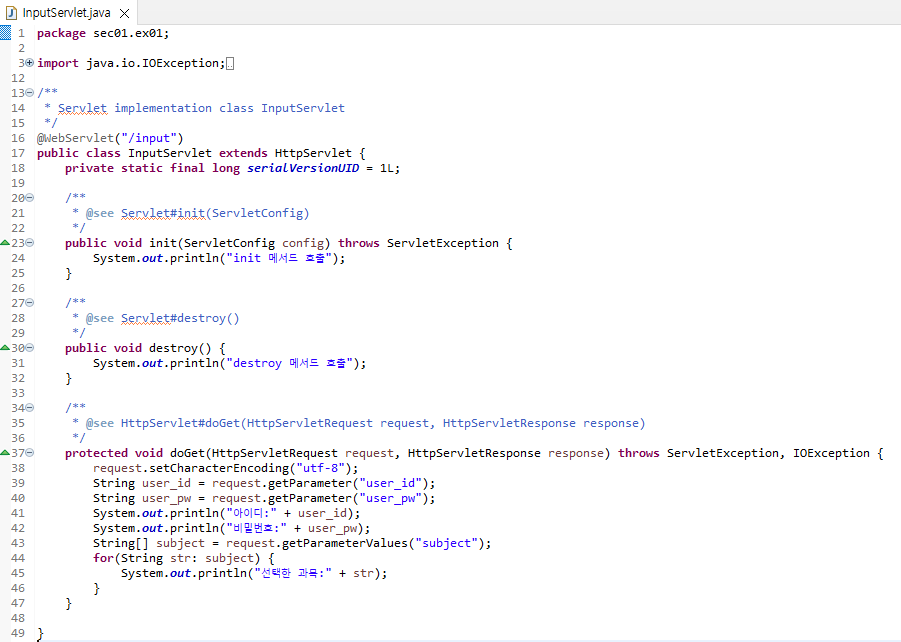 InputServlet.java
1 package sec01.ex01;
2
3 import java.io.IOException;
12
13 /**
14  * Servlet implementation class InputServlet
15  */
16 @WebServlet("/input")
17 public class InputServlet extends HttpServlet {
18     private static final long serialVersionUID = 1L;
19
20     /**
21      * @see Servlet#init(ServletConfig)
22      */
23     public void init(ServletConfig config) throws ServletException {
24         System.out.println("init 메서드 호출");
25     }
26
27     /**
28      * @see Servlet#destroy()
29      */
30     public void destroy() {
31         System.out.println("destroy 메서드 호출");
32     }
33
34     /**
35      * @see HttpServlet#doGet(HttpServletRequest request, HttpServletResponse response)
36      */
37     protected void doGet(HttpServletRequest request, HttpServletResponse response) throws ServletException, IOException {
38         request.setCharacterEncoding("utf-8");
39         String user_id = request.getParameter("user_id");
40         String user_pw = request.getParameter("user_pw");
41         System.out.println("아이디:" + user_id);
42         System.out.println("비밀번호:" + user_pw);
43         String[] subject = request.getParameterValues("subject");
44         for(String str: subject) {
45             System.out.println("선택한 과목:" + str);
46         }
47     }
48
49 }